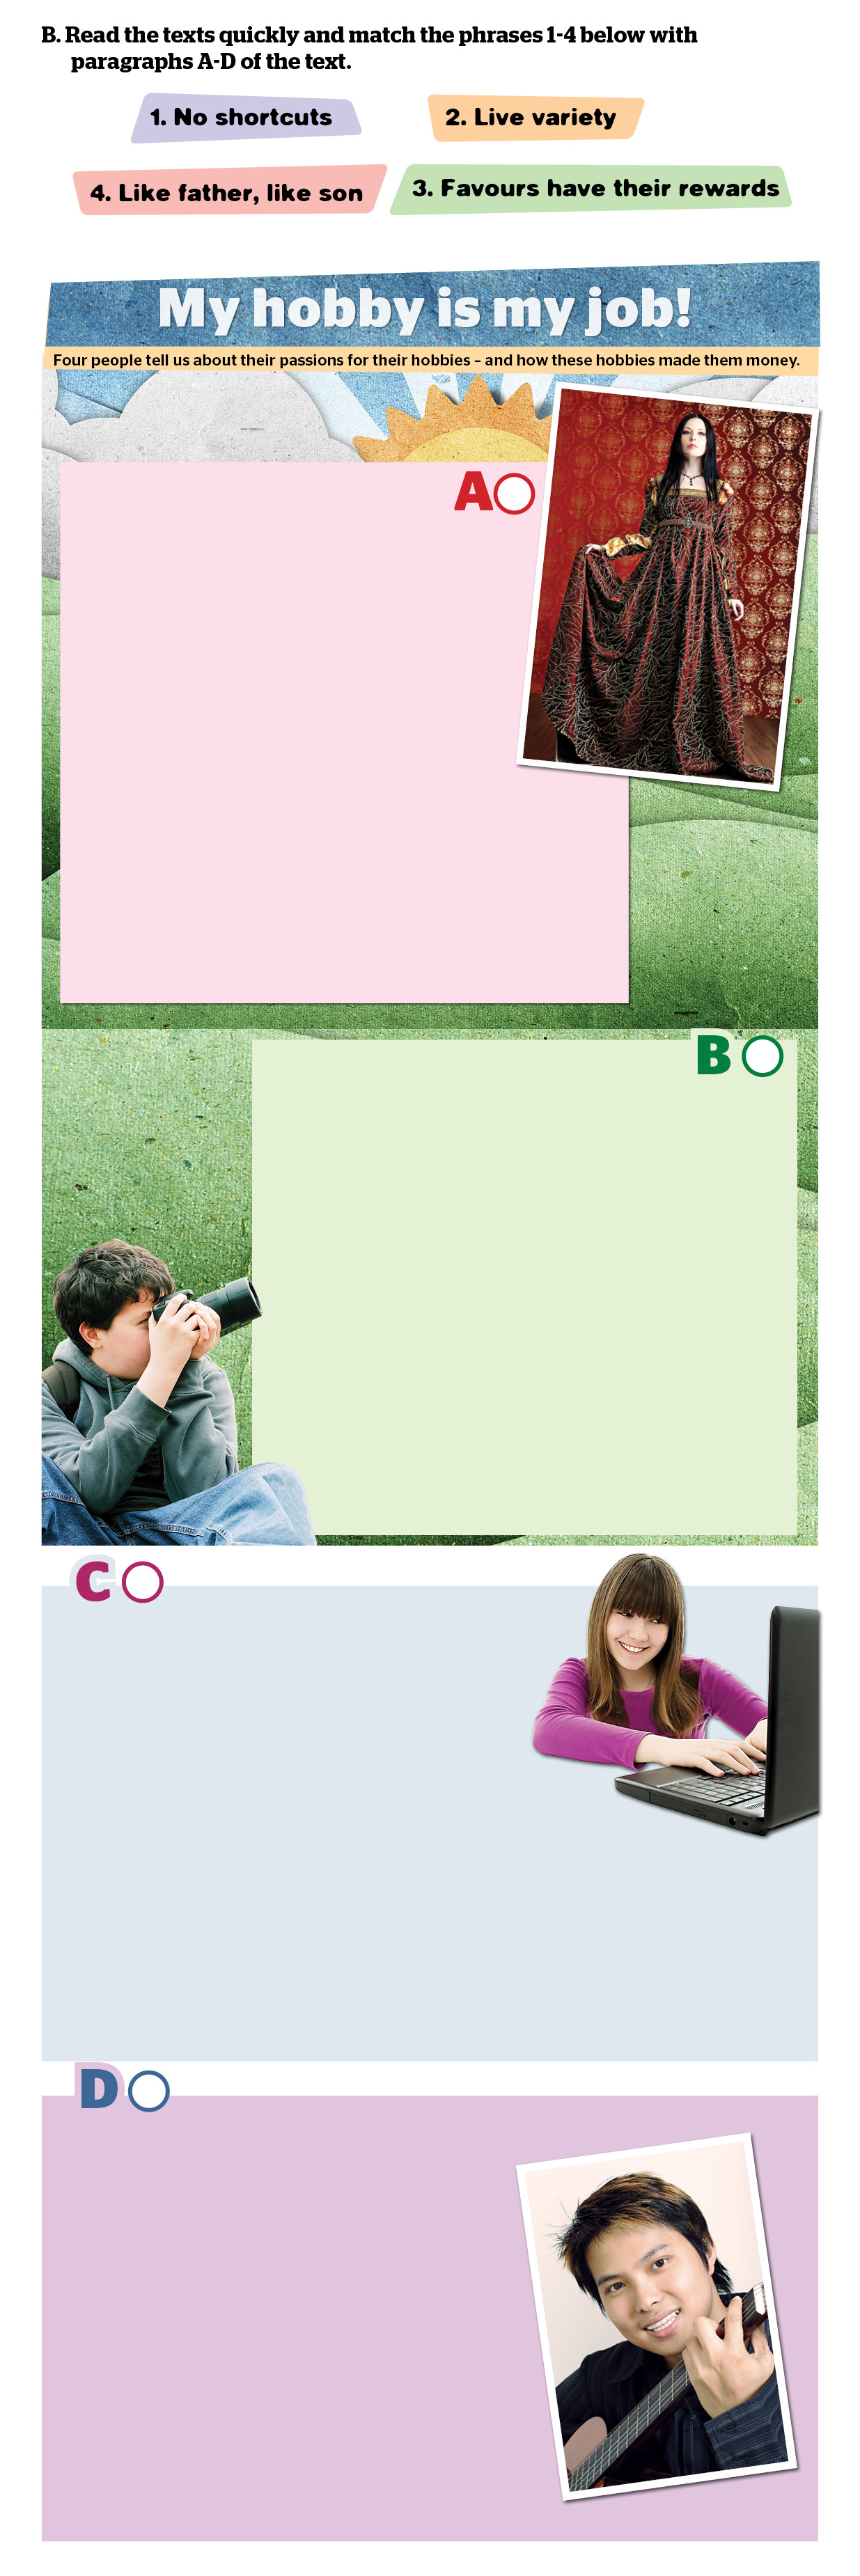 B. Read the texts quickly and match the phrases 1-4 below with
paragraphs A-D of the text.
1. No shortcuts
2. Live variety
4. Like father, like son
3. Favours have their rewards
My hobby is my job!
Four people tell us about their passions for their hobbies – and how these hobbies made them money.
A
B
C
D